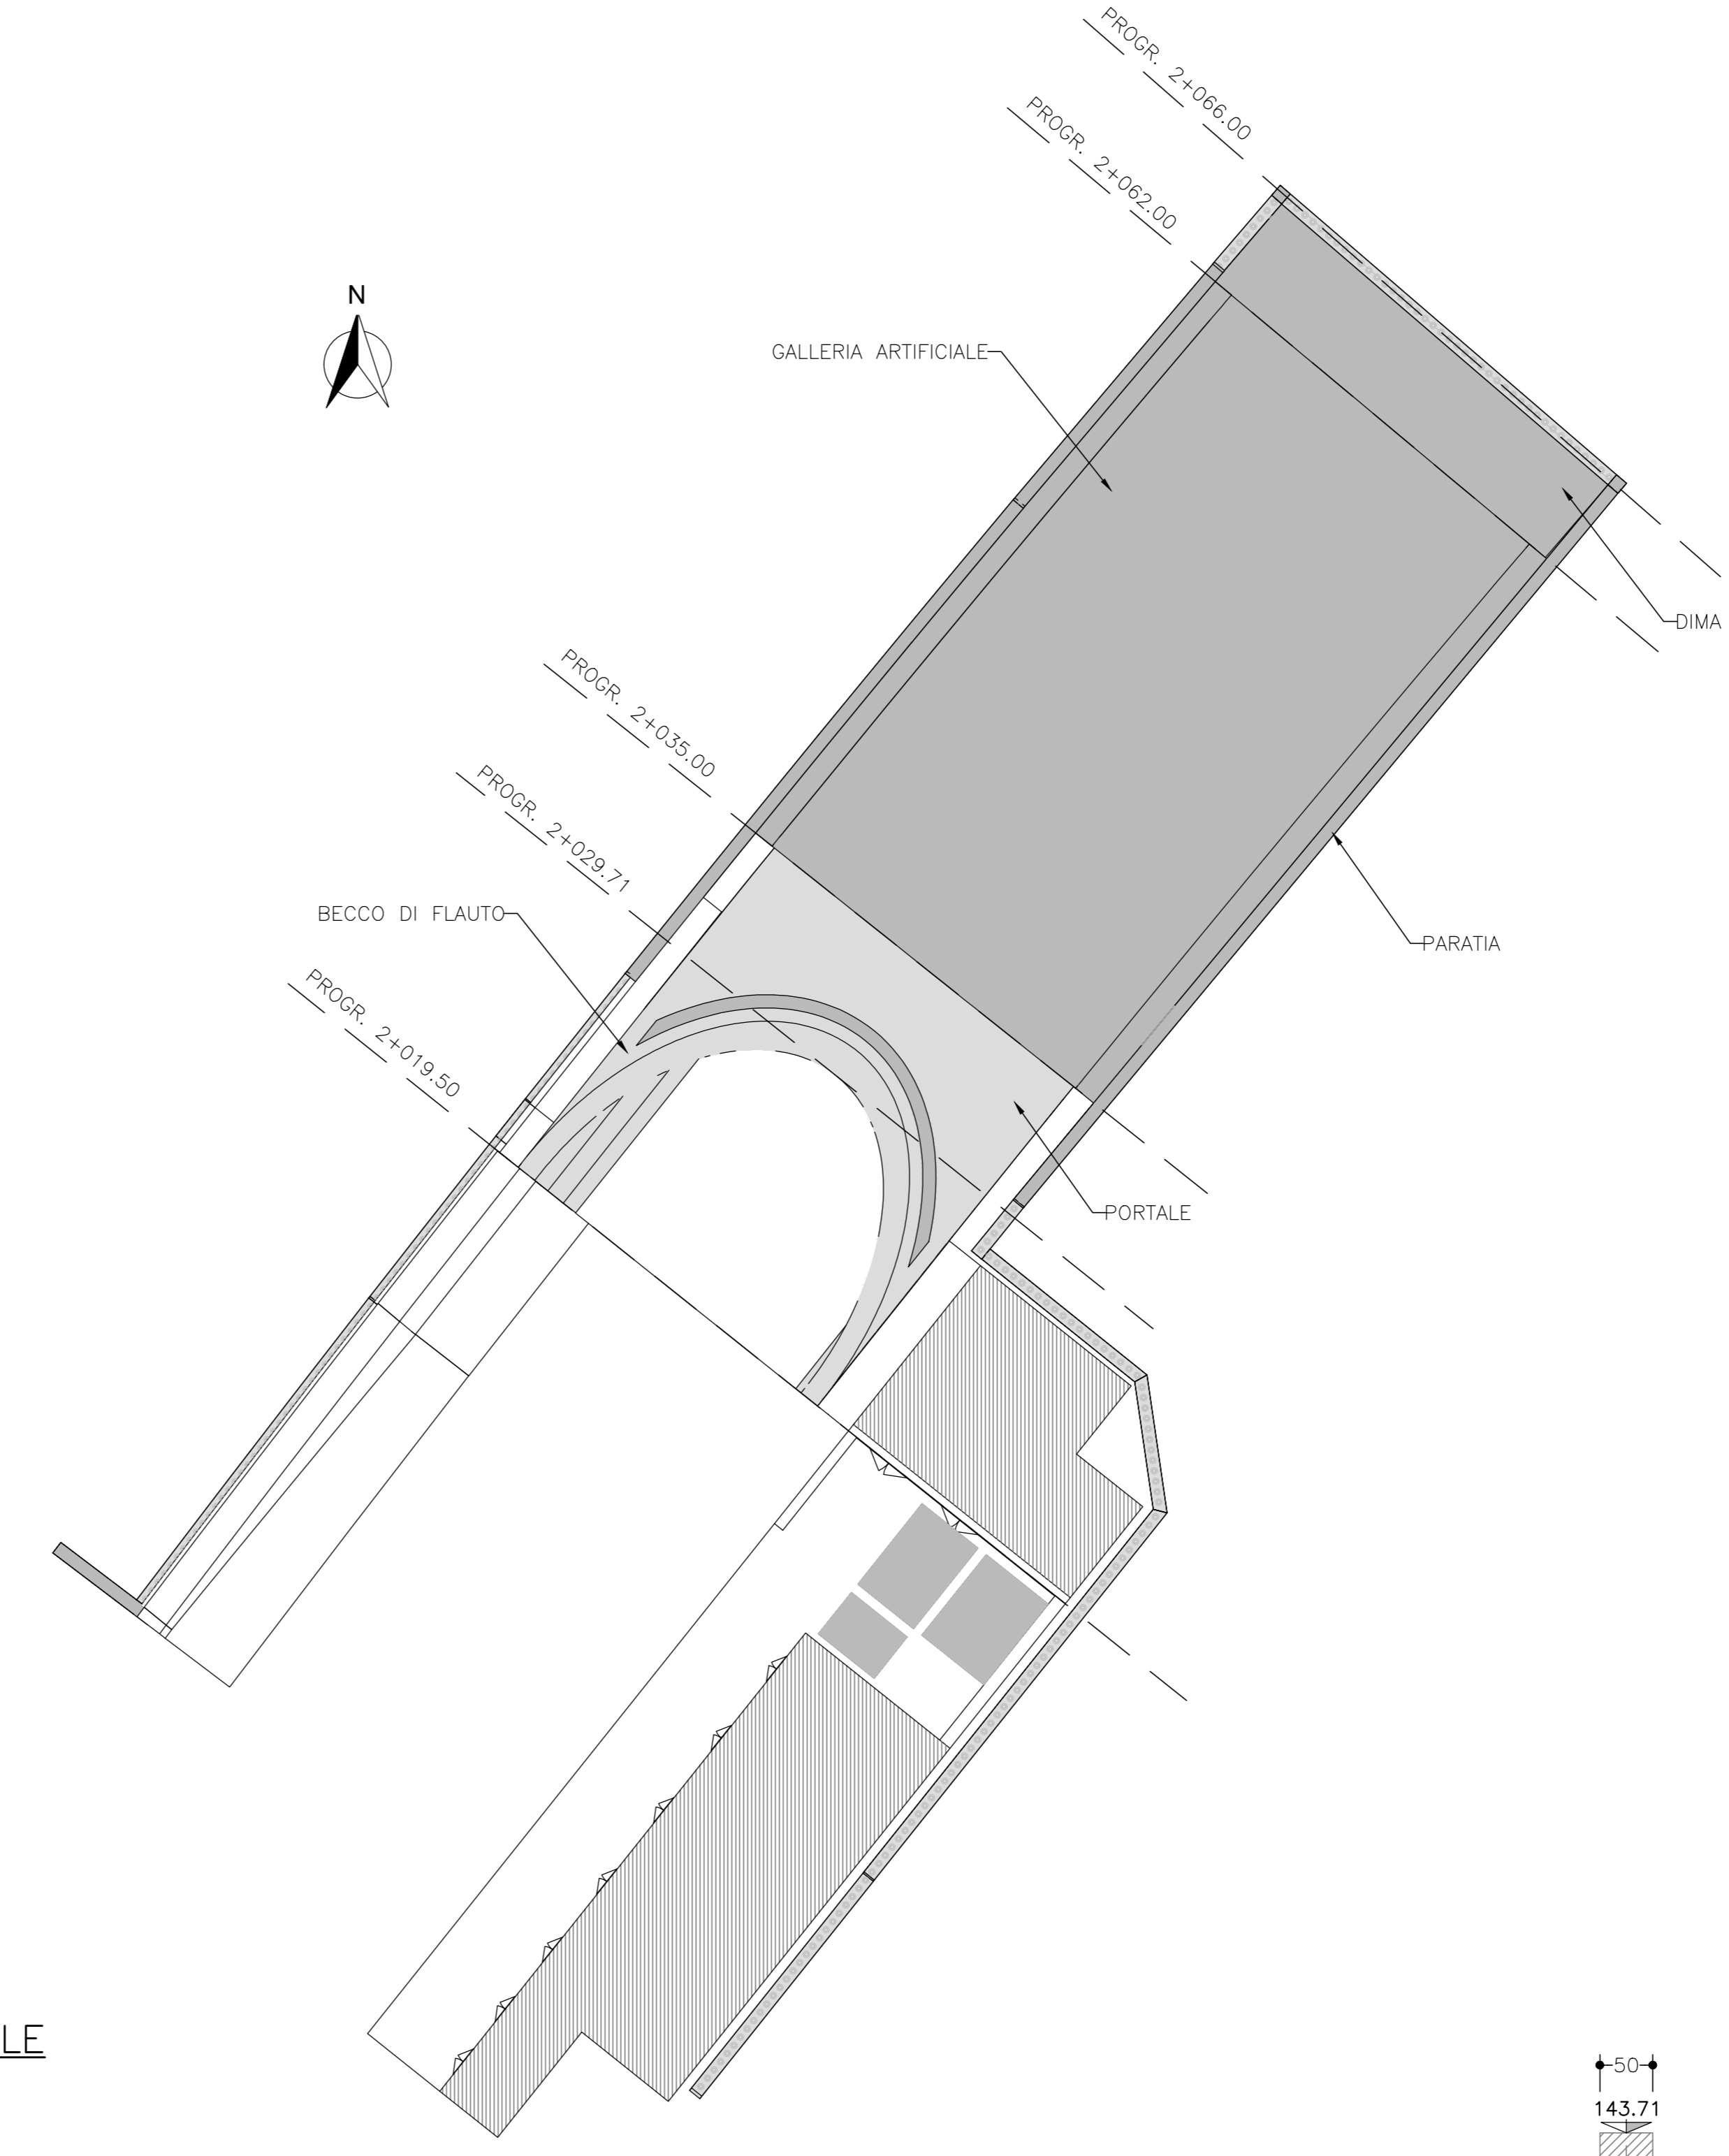 PROGR. 2+066.00
PROGR. 2+062.00
N
GALLERIA ARTIFICIALE
DIMA
PROGR. 2+035.00
PROGR. 2+029.71
BECCO DI FLAUTO
PARATIA
PROGR. 2+019.50
PORTALE
LE
50
143.71